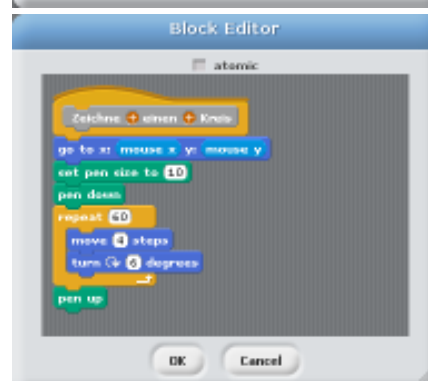 Block Editor
atomic
Zeichne + einen + Kreis
go to x: mouse x y: mouse y
set pen size to 10
pen down
repeat 60
move 4 steps
turn ↻ 6 degrees
pen up
OK Cancel